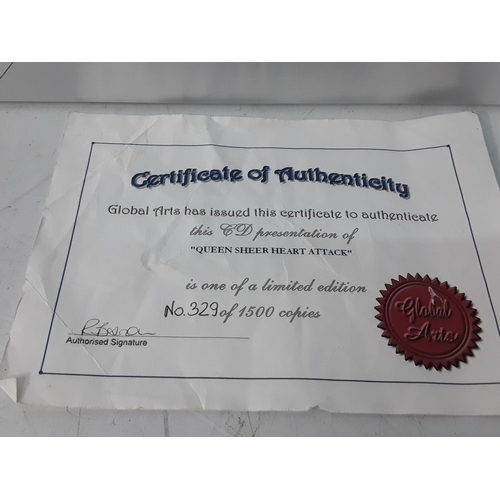 Certificate of Authenticity
Global Arts has issued this certificate to authenticate
this CD presentation of
"QUEEN SHEER HEART ATTACK"
is one of a limited edition
No. 329 of 1500 copies
Authorised Signature
Global
Arts